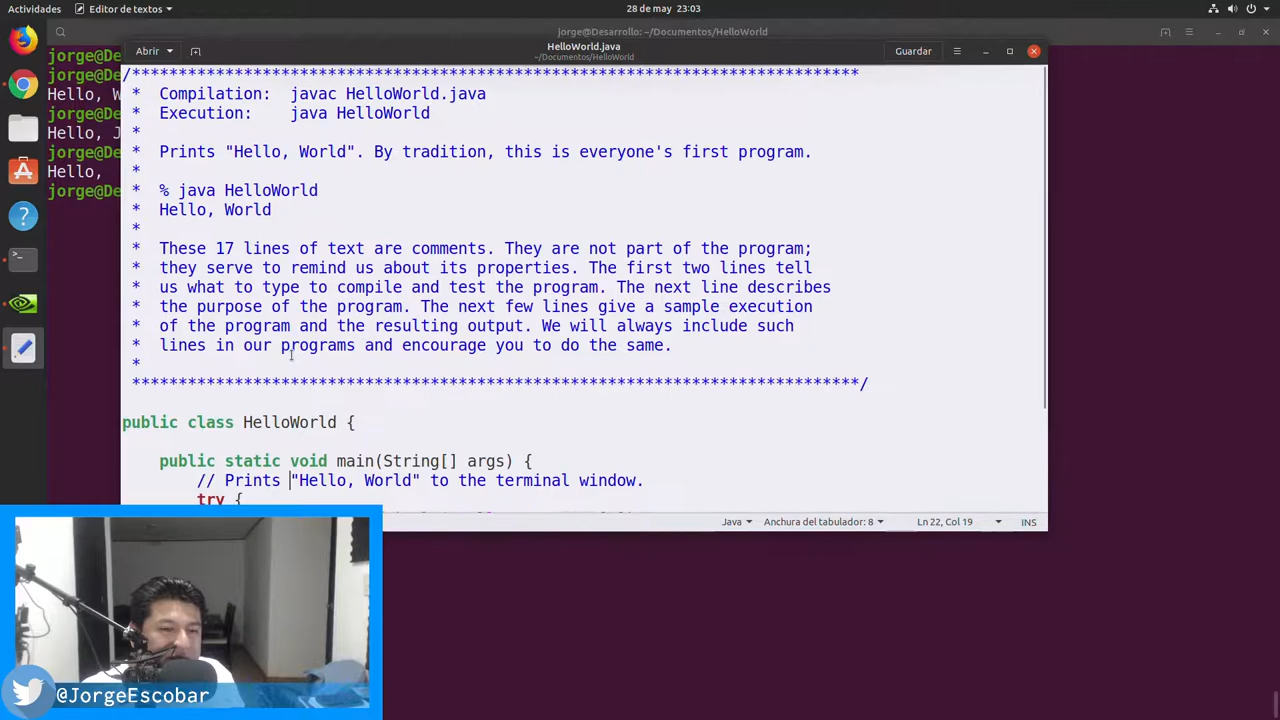 Actividades
Editor de textos
28 de may 23:03
jorge@Desarrollo: ~/Documentos/HelloWorld
Abrir
HelloWorld.java
~/Documentos/HelloWorld
Guardar
jorge@De
jorge@De
Hello, W
jorge@De
Hello, J
jorge@De
Hello,
jorge@De
/******************************************************************************
*  Compilation:  javac HelloWorld.java
*  Execution:    java HelloWorld
*
*  Prints "Hello, World". By tradition, this is everyone's first program.
*
*  % java HelloWorld
*  Hello, World
*
*  These 17 lines of text are comments. They are not part of the program;
*  they serve to remind us about its properties. The first two lines tell
*  us what to type to compile and test the program. The next line describes
*  the purpose of the program. The next few lines give a sample execution
*  of the program and the resulting output. We will always include such
*  lines in our programs and encourage you to do the same.
*
******************************************************************************/
public class HelloWorld {
public static void main(String[] args) {
// Prints "Hello, World" to the terminal window.
try {
Java
Anchura del tabulador: 8
Ln 22, Col 19
INS
@JorgeEscobar